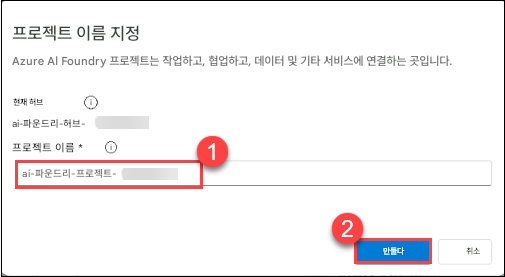 프로젝트 이름 지정
Azure AI Foundry 프로젝트는 작업하고, 협업하고, 데이터 및 기타 서비스에 연결하는 곳입니다.
현재 허브
ai-파운드리-허브-
프로젝트 이름 *
1
ai-파운드리-프로젝트-
2
만들다 취소